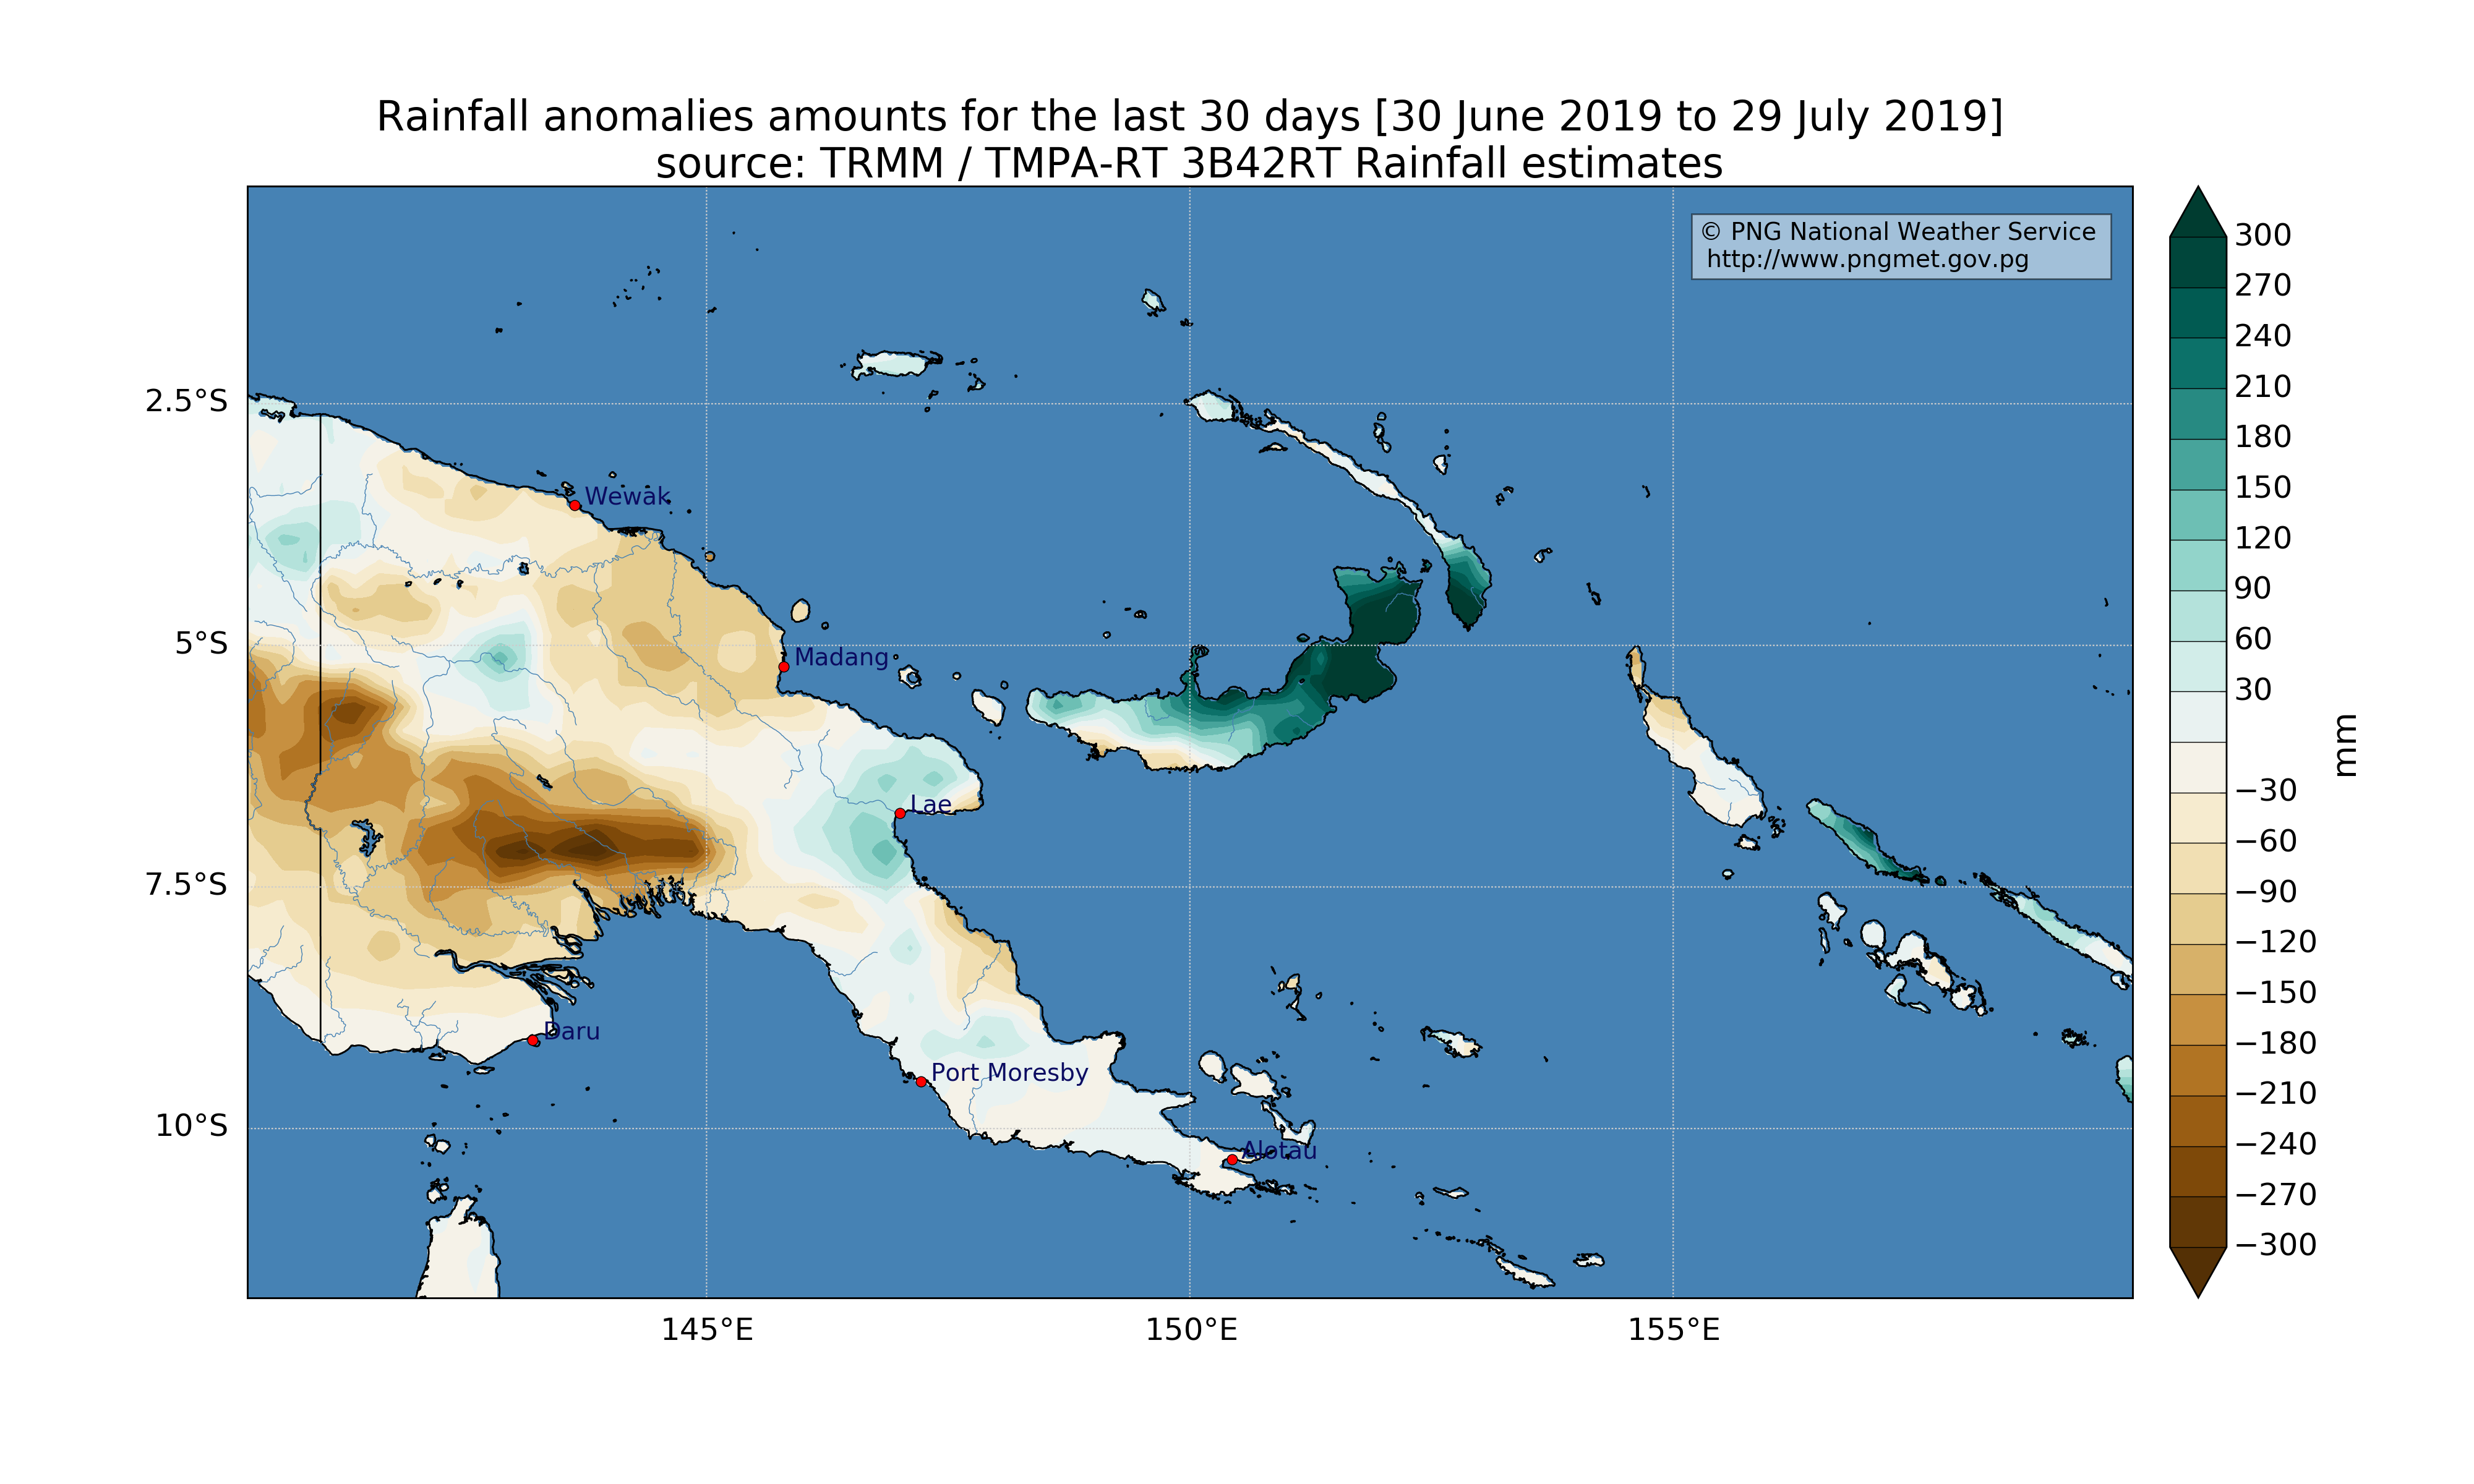 Rainfall anomalies amounts for the last 30 days [30 June 2019 to 29 July 2019]
source: TRMM / TMPA-RT 3B42RT Rainfall estimates
© PNG National Weather Service
http://www.pngmet.gov.pg
2.5°S
5°S
7.5°S
10°S
Wewak
Madang
Lae
Daru
Port Moresby
Alotau
145°E
150°E
155°E
300
270
240
210
180
150
120
90
60
30
−30
−60
−90
−120
−150
−180
−210
−240
−270
−300
mm